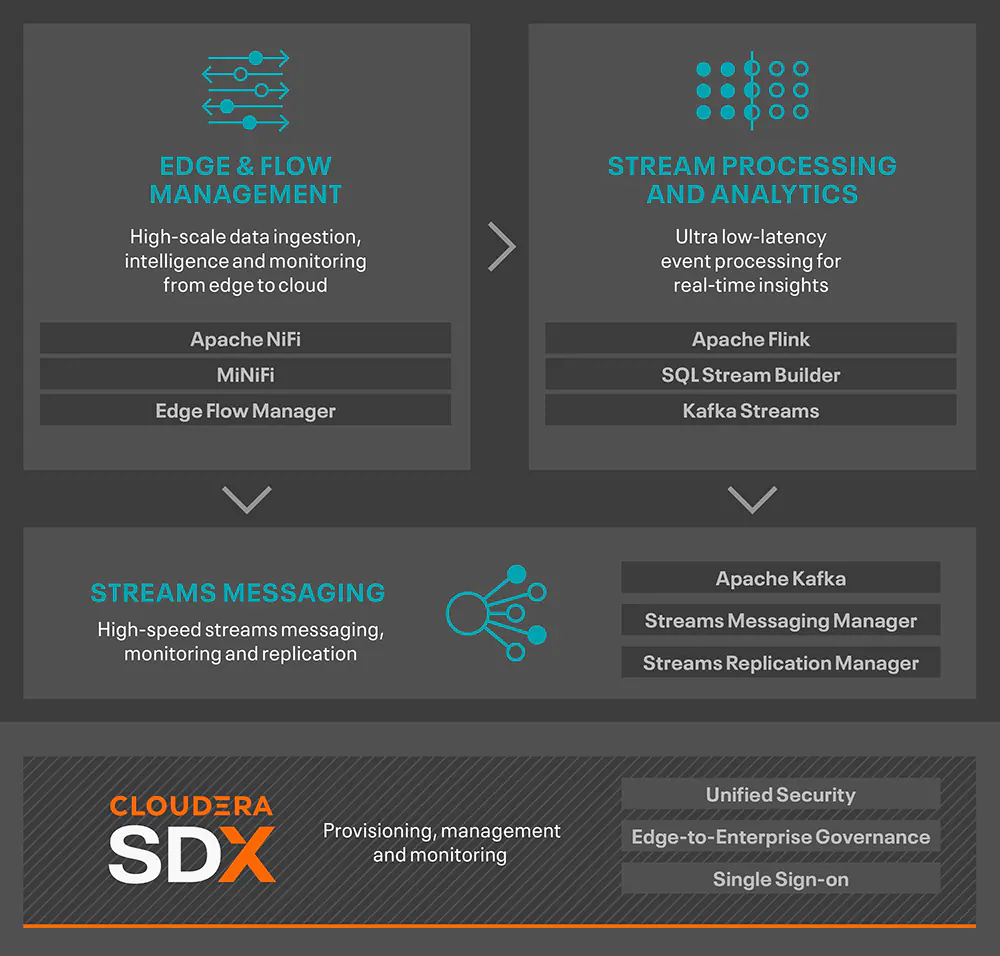 EDGE & FLOW
MANAGEMENT
High-scale data ingestion,
intelligence and monitoring
from edge to cloud
Apache NiFi
MiNiFi
Edge Flow Manager
STREAM PROCESSING
AND ANALYTICS
Ultra low-latency
event processing for
real-time insights
Apache Flink
SQL Stream Builder
Kafka Streams
STREAMS MESSAGING
High-speed streams messaging,
monitoring and replication
Apache Kafka
Streams Messaging Manager
Streams Replication Manager
CLOUDERA
SDX
Provisioning, management
and monitoring
Unified Security
Edge-to-Enterprise Governance
Single Sign-on